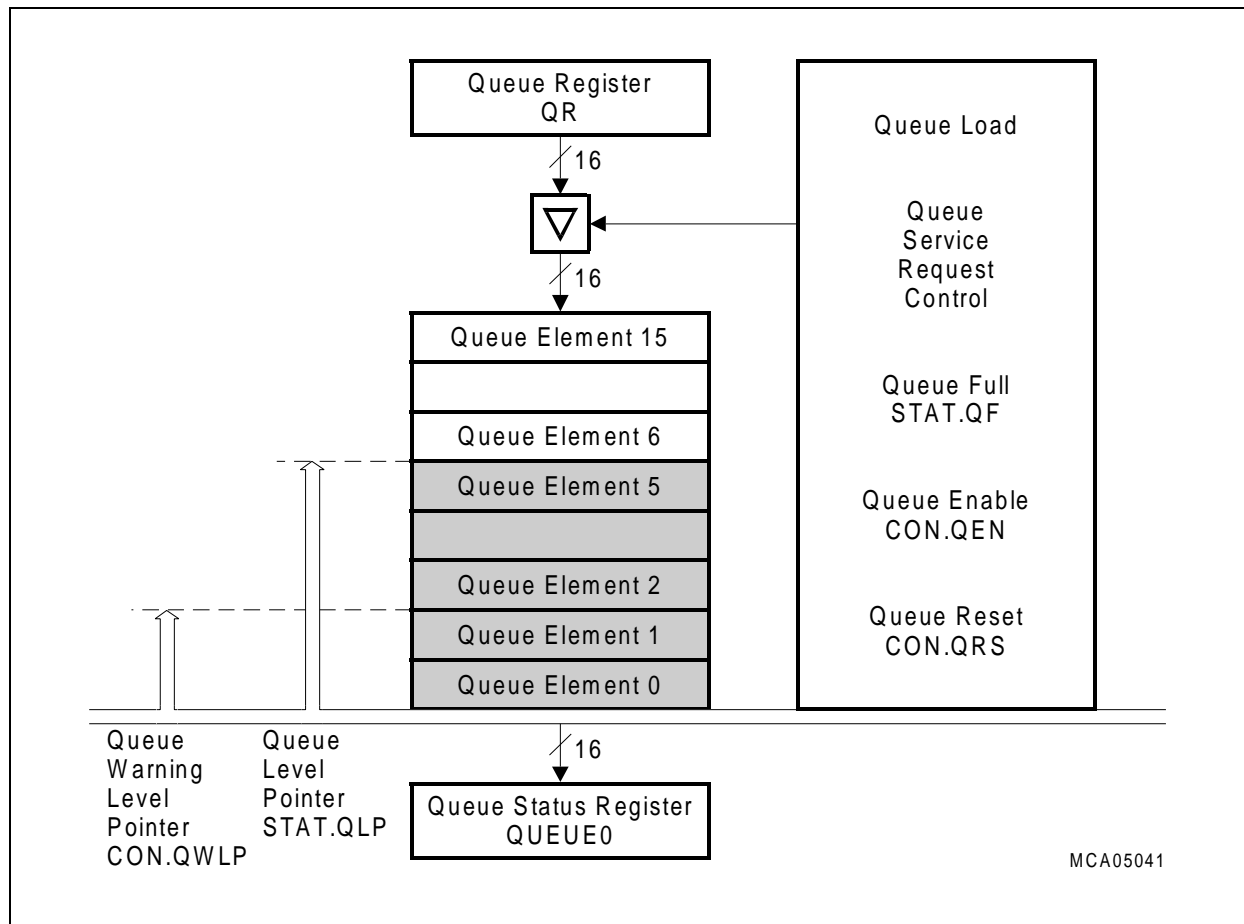 Queue Register
QR
16
16
Queue Element 15
Queue Element 6
Queue Element 5
Queue Element 2
Queue Element 1
Queue Element 0
Queue Load
Queue
Service
Request
Control
Queue Full
STAT.QF
Queue Enable
CON.QEN
Queue Reset
CON.QRS
Queue
Warning
Level
Pointer
CON.QWLP
Queue
Level
Pointer
STAT.QLP
16
Queue Status Register
QUEUE0
MCA05041